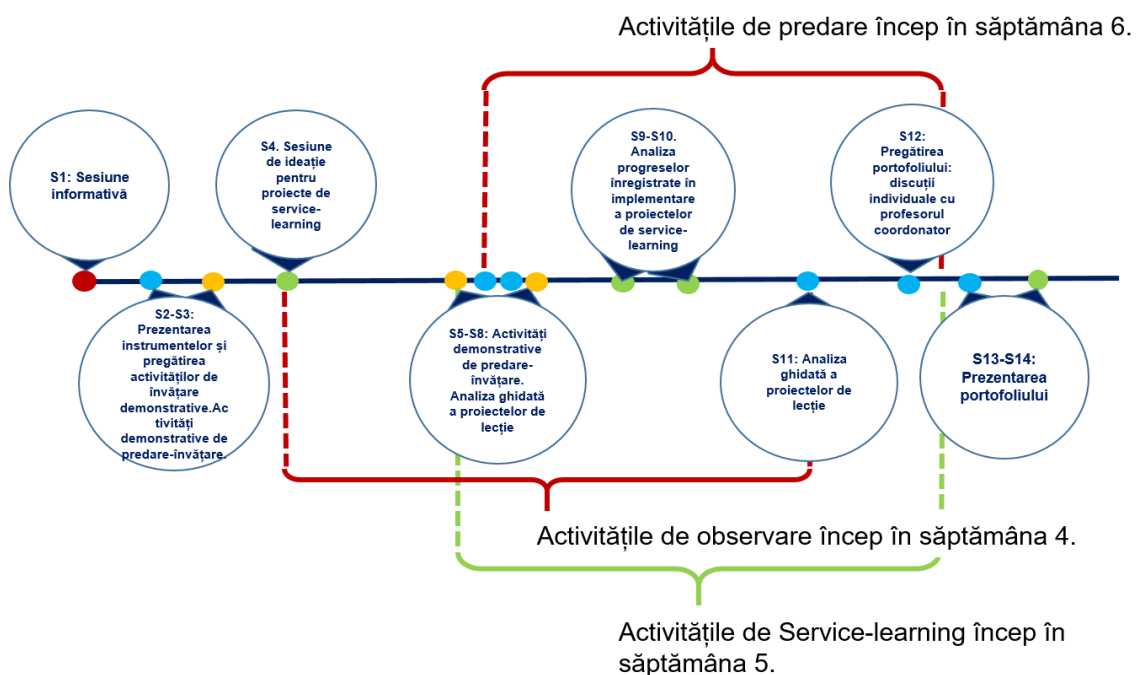 Activitățile de predare încep în săptămâna 6.
S1: Sesiune
informativă
S4. Sesiune
de ideație
pentru
proiecte de
service-
learning
S9-S10.
Analiza
progreselor
înregistrate în
implementare
a proiectelor
de service-
learning
S12:
Pregătirea
portofoliului:
discuții
individuale cu
profesorul
coordonator
S2-S3:
Prezentarea
instrumentelor și
pregătirea
activităților de
învățare
demonstrative.Ac
tivități
demonstrative de
predare-învățare.
S5-S8: Activități
demonstrative
de predare-
învățare.
Analiza ghidată
a proiectelor de
lecție
S11: Analiza
ghidată a
proiectelor de
lecție
S13-S14:
Prezentarea
portofoliului
Activitățile de observare încep în săptămâna 4.
Activitățile de Service-learning încep în
săptămâna 5.